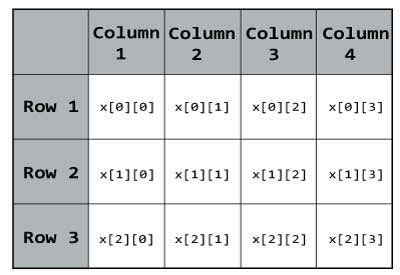 Column 1 Column 2 Column 3 Column 4
Row 1 x[0][0] x[0][1] x[0][2] x[0][3]
Row 2 x[1][0] x[1][1] x[1][2] x[1][3]
Row 3 x[2][0] x[2][1] x[2][2] x[2][3]